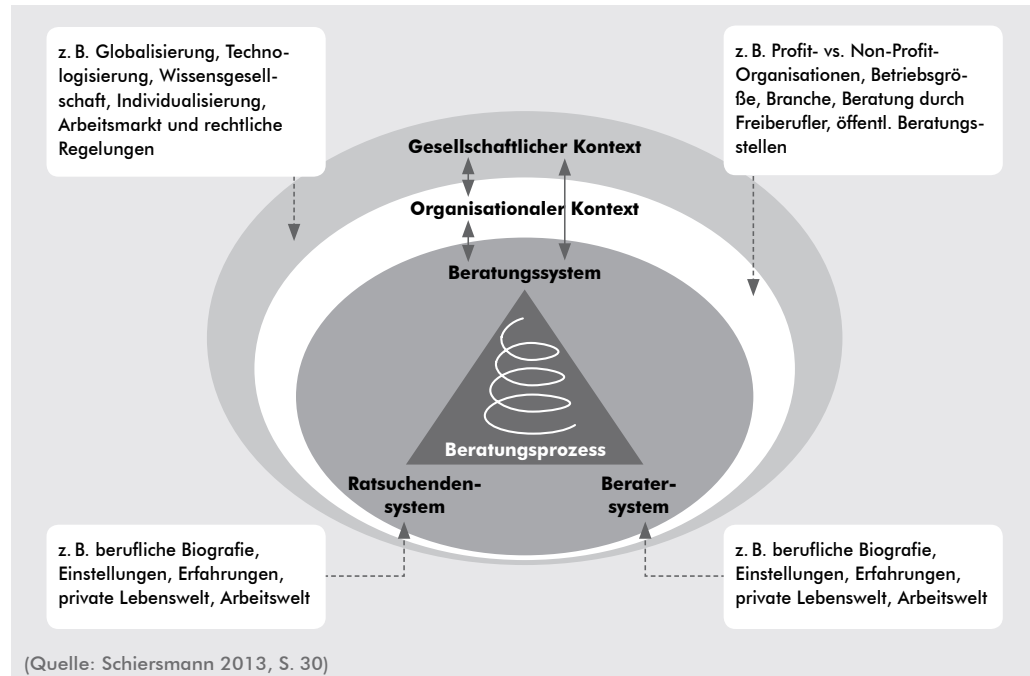 z. B. Globalisierung, Techno-
logisierung, Wissensgesell-
schaft, Individualisierung,
Arbeitsmarkt und rechtliche
Regelungen
z. B. Profit- vs. Non-Profit-
Organisationen, Betriebsgrö-
ße, Branche, Beratung durch
Freiberufler, öffentl. Beratungs-
stellen
Gesellschaftlicher Kontext
Organisationaler Kontext
Beratungssystem
Beratungsprozess
Ratsuchenden-
system
Berater-
system
z. B. berufliche Biografie,
Einstellungen, Erfahrungen,
private Lebenswelt, Arbeitswelt
z. B. berufliche Biografie,
Einstellungen, Erfahrungen,
private Lebenswelt, Arbeitswelt
(Quelle: Schiersmann 2013, S. 30)